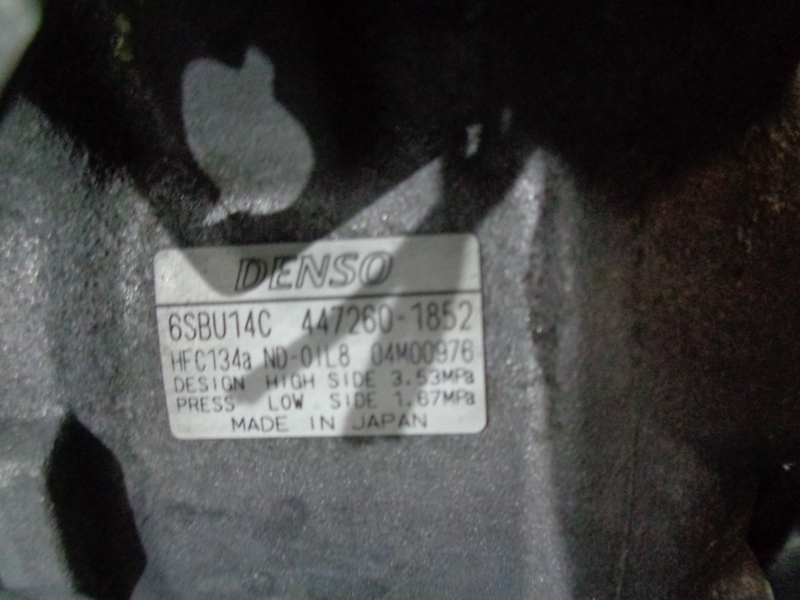 DENSO
6SBU14C 447260-1852
HFC134a ND-OIL8 04M00976
DESIGN HIGH SIDE 3.53MPa
PRESS LOW SIDE 1.67MPa
MADE IN JAPAN